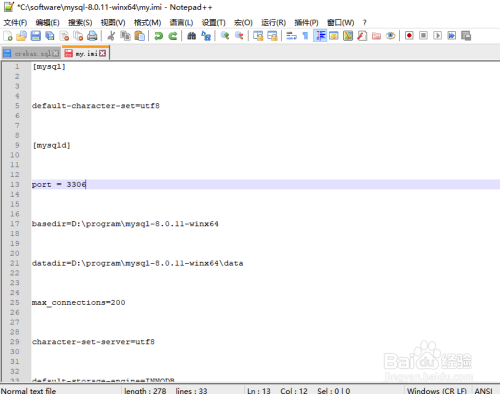 *C:\software\mysql-8.0.11-winx64\my.imi - Notepad++
文件(F) 编辑(E) 搜索(S) 视图(V) 格式(M) 语言(L) 设置(T) 宏(O) 运行(R) 插件(P) 窗口(W) ?
my.imi
1 [mysql]
2
3
4
5 default-character-set=utf8
6
7
8
9 [mysqld]
10
11
12
13 port = 3306
14
15
16
17 basedir=D:\program\mysql-8.0.11-winx64
18
19
20
21 datadir=D:\program\mysql-8.0.11-winx64\data
22
23
24
25 max_connections=200
26
27
28
29 character-set-server=utf8
30
31
32
33 default-storage-engine=INNODB
Baidu 经验
jingyan.baidu.com
Normal text file length : 278 lines : 33 Ln : 13 Col : 12 Sel : 0 | 0 Windows (CR LF) ANSI